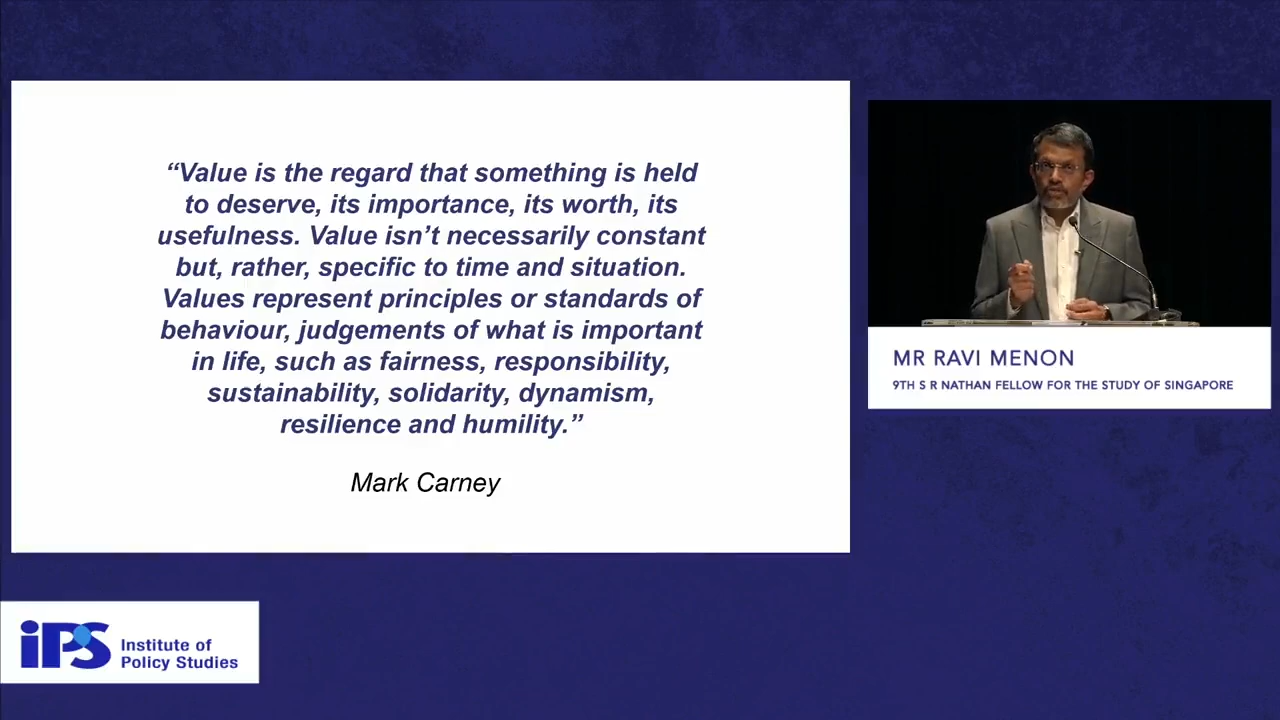 “Value is the regard that something is held
to deserve, its importance, its worth, its
usefulness. Value isn’t necessarily constant
but, rather, specific to time and situation.
Values represent principles or standards of
behaviour, judgements of what is important
in life, such as fairness, responsibility,
sustainability, solidarity, dynamism,
resilience and humility.”
Mark Carney
MR RAVI MENON
9TH S R NATHAN FELLOW FOR THE STUDY OF SINGAPORE
iPS
Institute of
Policy Studies